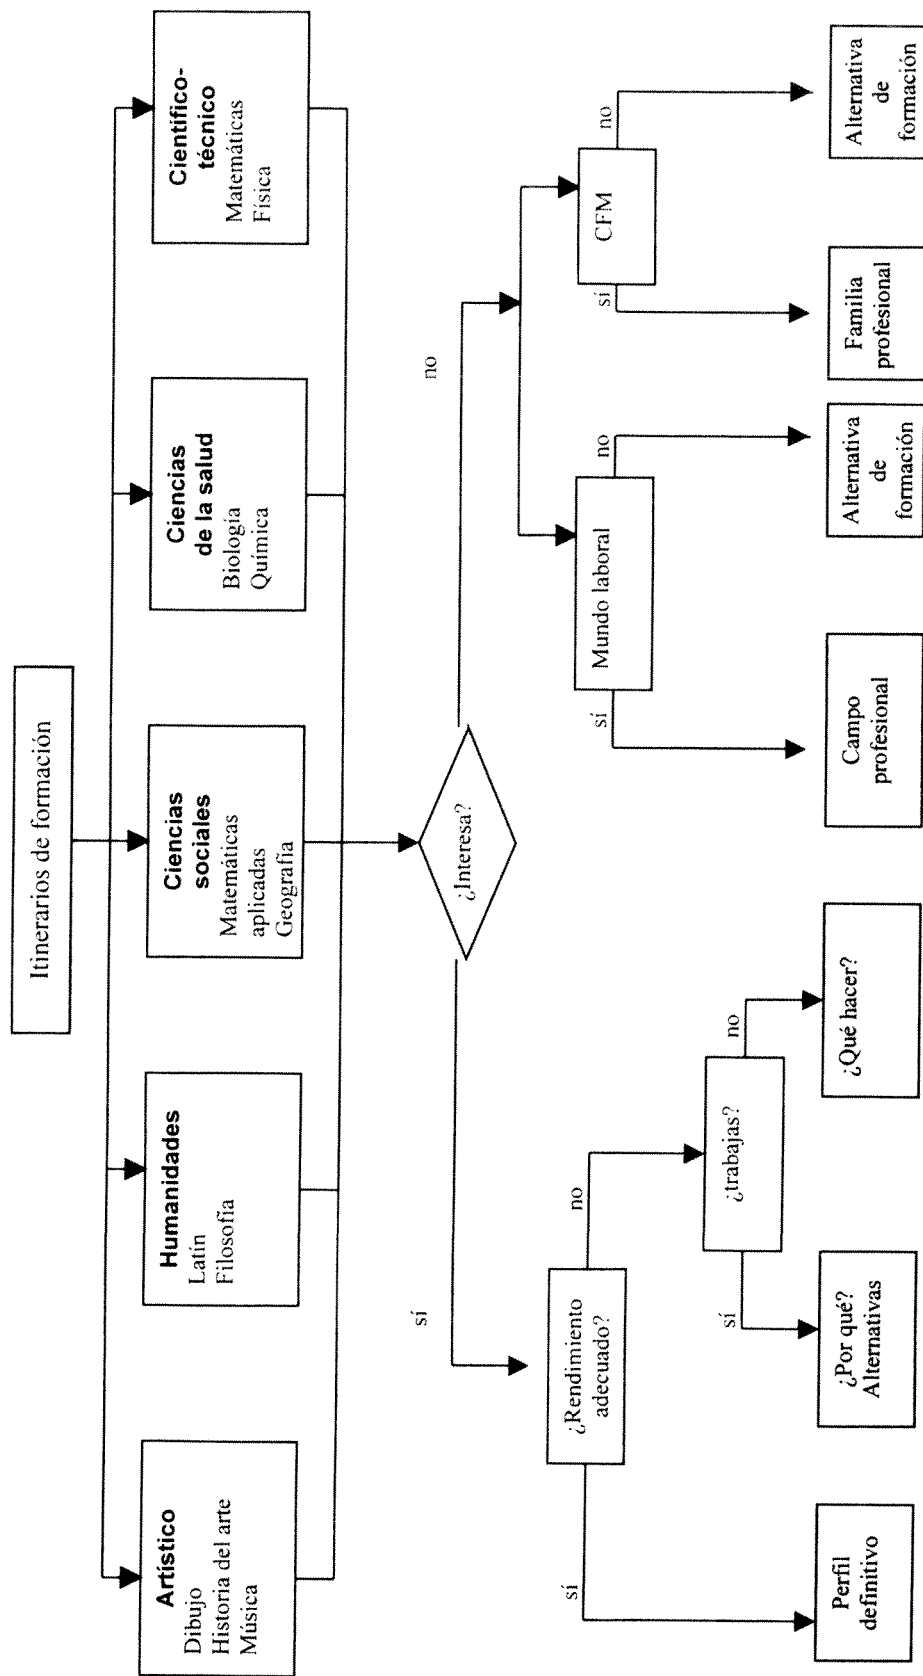 Itinerarios de formación
Artístico
Dibujo
Historia del arte
Música
Humanidades
Latín
Filosofía
Ciencias
sociales
Matemáticas
aplicadas
Geografía
Ciencias
de la salud
Biología
Química
Científico-
técnico
Matemáticas
Física
¿Interesa?
sí
no
¿Rendimiento
adecuado?
sí
no
¿trabajas?
sí
no
Mundo laboral
sí
no
CFM
sí
no
Perfil
definitivo
¿Por qué?
Alternativas
¿Qué hacer?
Campo
profesional
Alternativa
de
formación
Familia
profesional
Alternativa
de
formación